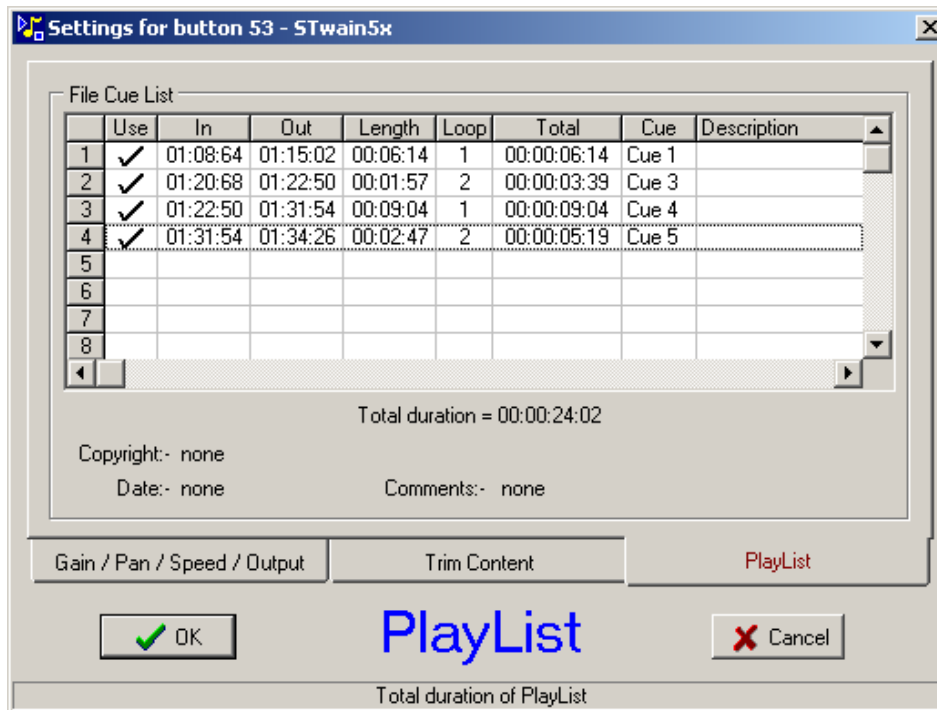 Settings for button 53 - STwain5x
File Cue List
Use In Out Length Loop Total Cue Description
1 01:08:64 01:15:02 00:06:14 1 00:00:06:14 Cue 1
2 01:20:68 01:22:50 00:01:57 2 00:00:03:39 Cue 3
3 01:22:50 01:31:54 00:09:04 1 00:00:09:04 Cue 4
4 01:31:54 01:34:26 00:02:47 2 00:00:05:19 Cue 5
5
6
7
8
Total duration = 00:00:24:02
Copyright:- none
Date:- none Comments:- none
Gain / Pan / Speed / Output Trim Content PlayList
OK PlayList Cancel
Total duration of PlayList